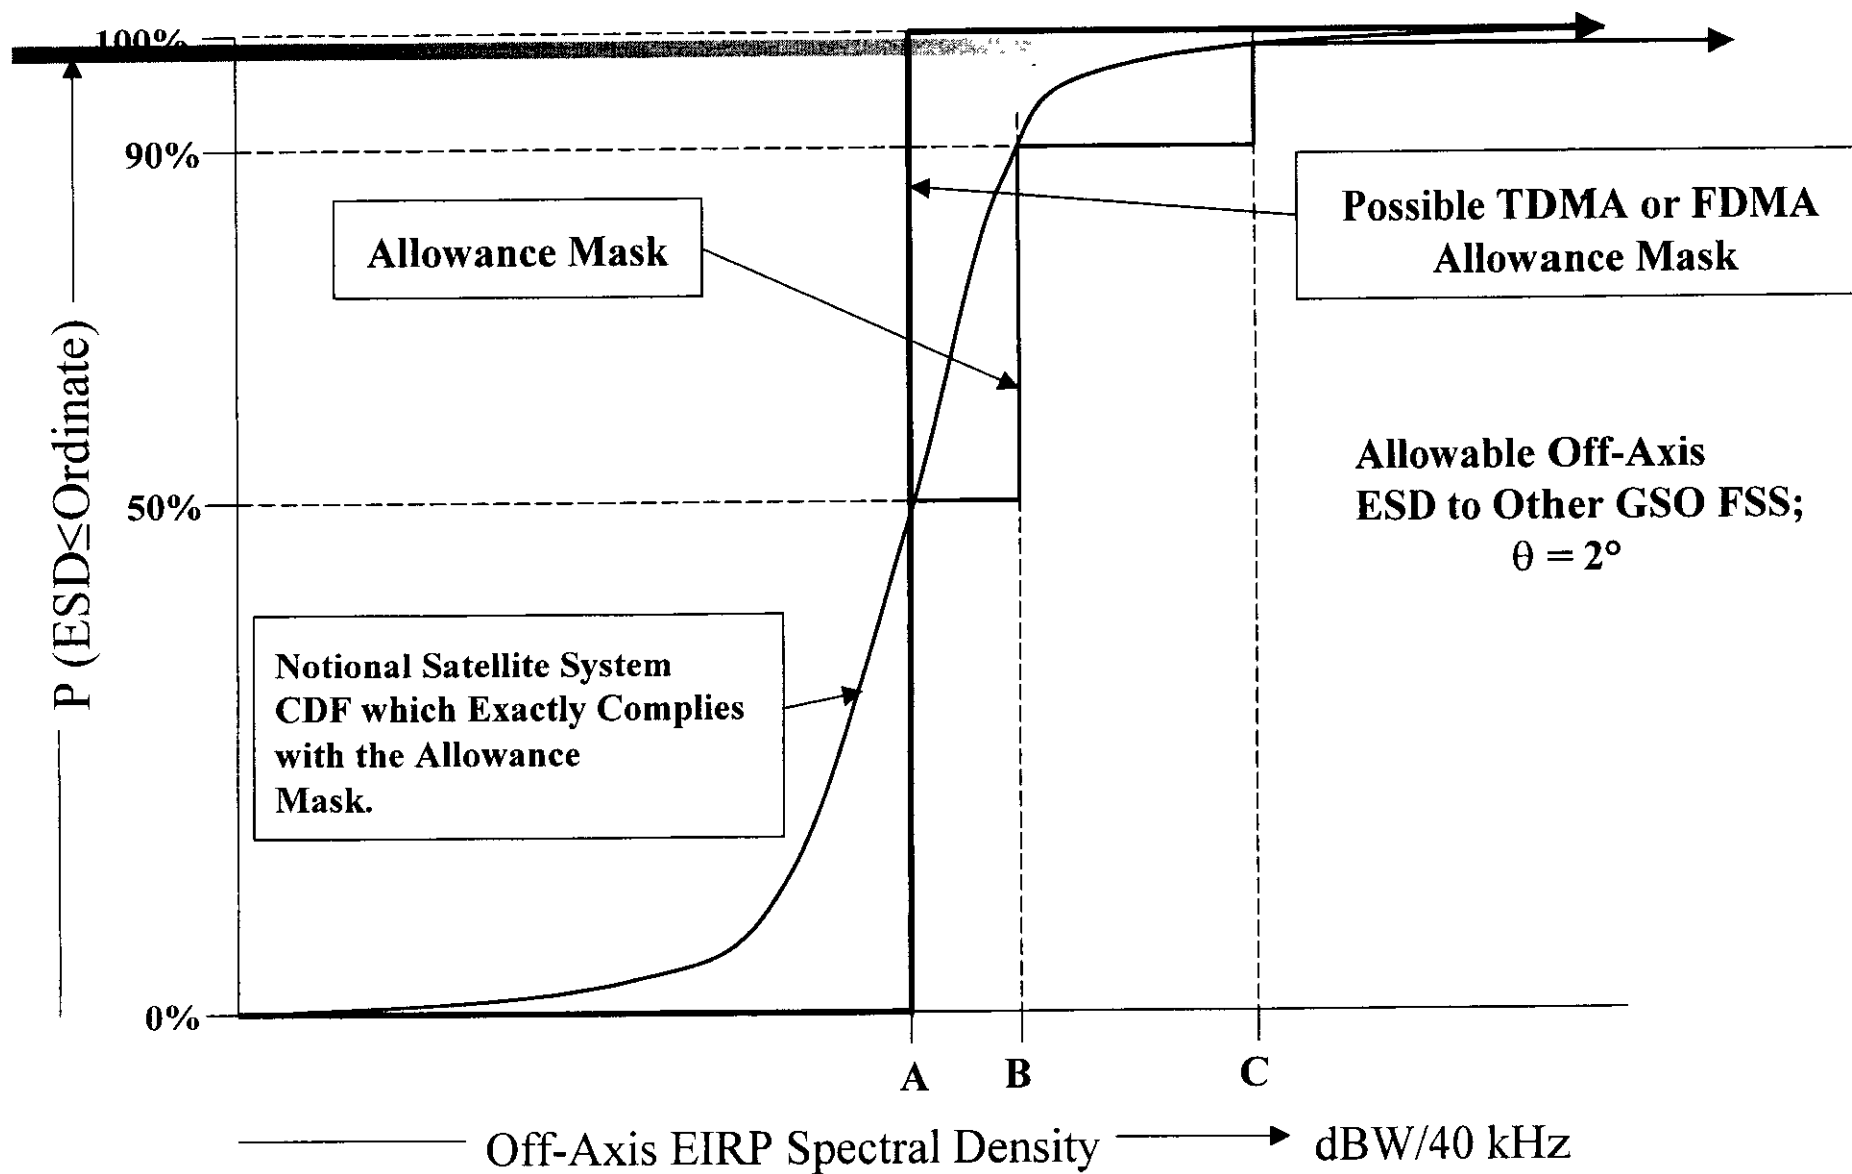 100%
90%
Possible TDMA or FDMA
Allowance Mask
Allowance Mask
P (ESD≤Ordinate)
Allowable Off-Axis
ESD to Other GSO FSS;
θ = 2°
50%
Notional Satellite System
CDF which Exactly Complies
with the Allowance
Mask.
0%
A B C
Off-Axis EIRP Spectral Density dBW/40 kHz